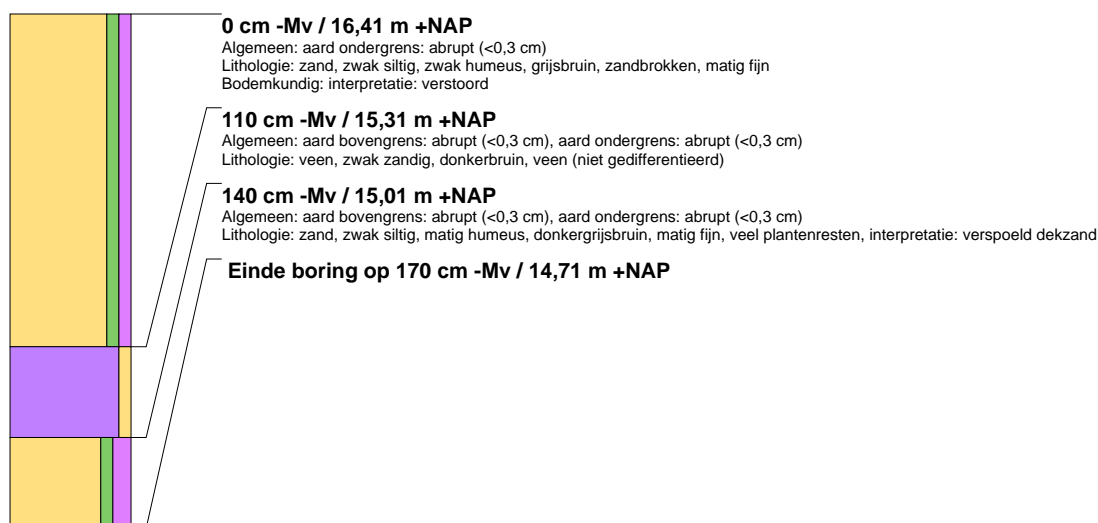 0 cm -Mv / 16,41 m +NAP
Algemeen: aard ondergrens: abrupt (<0,3 cm)
Lithologie: zand, zwak siltig, zwak humeus, grijsbruin, zandbrokken, matig fijn
Bodemkundig: interpretatie: verstoord
110 cm -Mv / 15,31 m +NAP
Algemeen: aard bovengrens: abrupt (<0,3 cm), aard ondergrens: abrupt (<0,3 cm)
Lithologie: veen, zwak zandig, donkerbruin, veen (niet gedifferentieerd)
140 cm -Mv / 15,01 m +NAP
Algemeen: aard bovengrens: abrupt (<0,3 cm), aard ondergrens: abrupt (<0,3 cm)
Lithologie: zand, zwak siltig, matig humeus, donkergrijsbruin, matig fijn, veel plantenresten, interpretatie: verspoeld dekzand
Einde boring op 170 cm -Mv / 14,71 m +NAP